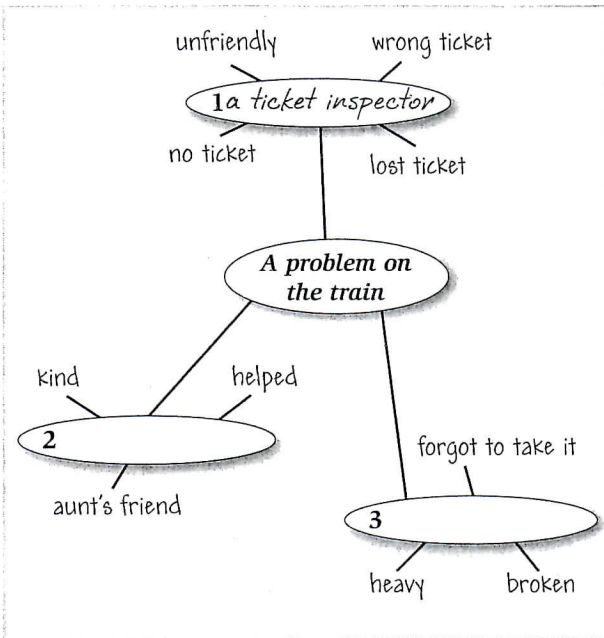 unfriendly
wrong ticket
1 a ticket inspector
no ticket
lost ticket
A problem on
the train
kind
helped
2
aunt's friend
forgot to take it
3
heavy
broken